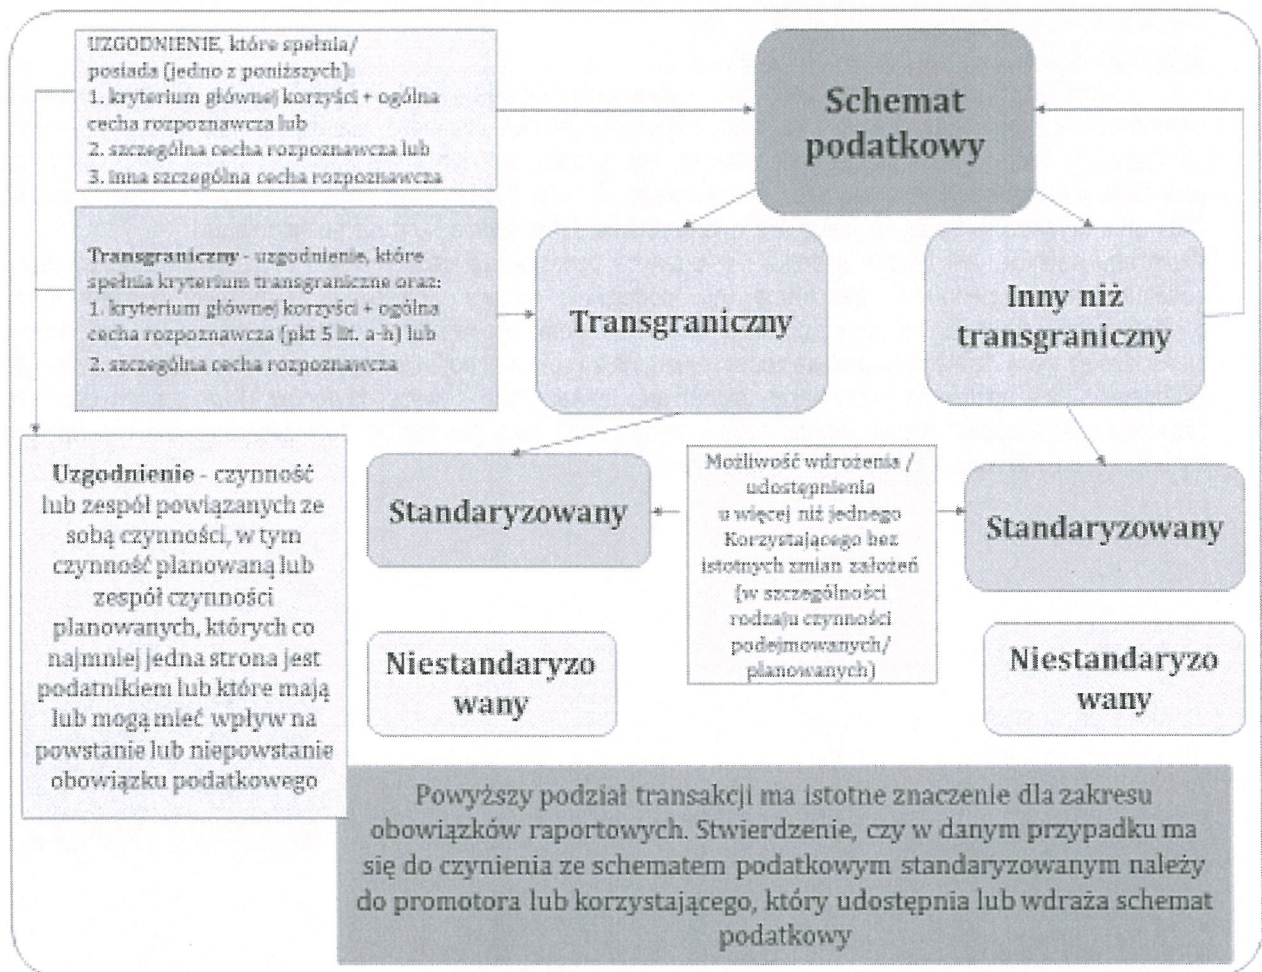 UZGODNIENIE, które spełnia/
posiada (jedno z poniższych):
1. kryterium głównej korzyści + ogólna
cecha rozpoznawcza lub
2. szczególna cecha rozpoznawcza lub
3. inna szczególna cecha rozpoznawcza
Schemat
podatkowy
Transgraniczny - uzgodnienie, które
spełnia kryterium transgraniczne oraz:
1. kryterium głównej korzyści + ogólna
cecha rozpoznawcza (pkt 5 lit. a-h) lub
2. szczególna cecha rozpoznawcza
Transgraniczny
Inny niż
transgraniczny
Uzgodnienie - czynność
lub zespół powiązanych ze
sobą czynności, w tym
czynność planowaną lub
zespół czynności
planowanych, których co
najmniej jedna strona jest
podatnikiem lub które mają
lub mogą mieć wpływ na
powstanie lub niepowstanie
obowiązku podatkowego
Standaryzowany
Możliwość wdrożenia /
udostępnienia
u więcej niż jednego
Korzystającego bez
istotnych zmian założeń
(w szczególności
rodzaju czynności
podejmowanych/
planowanych)
Standaryzowany
Niestandaryzo
wany
Niestandaryzo
wany
Powyższy podział transakcji ma istotne znaczenie dla zakresu
obowiązków raportowych. Stwierdzenie, czy w danym przypadku ma
się do czynienia ze schematem podatkowym standaryzowanym należy
do promotora lub korzystającego, który udostępnia lub wdraża schemat
podatkowy